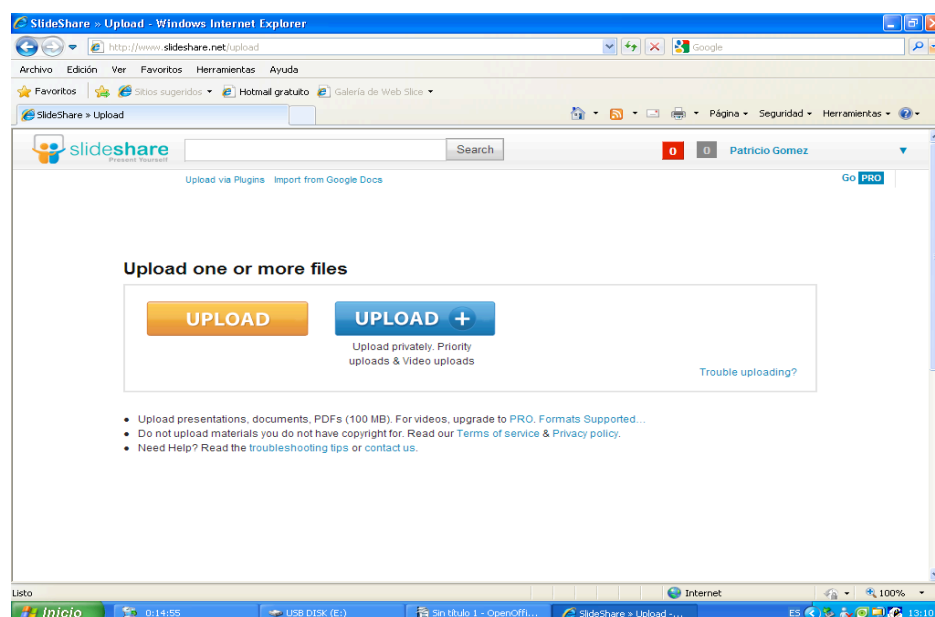 SlideShare » Upload - Windows Internet Explorer
http://www.slideshare.net/upload
Google
Archivo Edición Ver Favoritos Herramientas Ayuda
Favoritos Sitios sugeridos Hotmail gratuito Galería de Web Slice
SlideShare » Upload Página Seguridad Herramientas
slideshare Search 0 0 Patricio Gomez
Present Yourself
Upload via Plugins Import from Google Docs Go PRO
Upload one or more files
UPLOAD UPLOAD +
Upload privately. Priority
uploads & Video uploads
Trouble uploading?
• Upload presentations, documents, PDFs (100 MB). For videos, upgrade to PRO. Formats Supported...
• Do not upload materials you do not have copyright for. Read our Terms of service & Privacy policy.
• Need Help? Read the troubleshooting tips or contact us.
Listo Internet 100%
Inicio 0:14:55 USB DISK (E:) Sin título 1 - OpenOffi... SlideShare » Upload -... ES 13:10